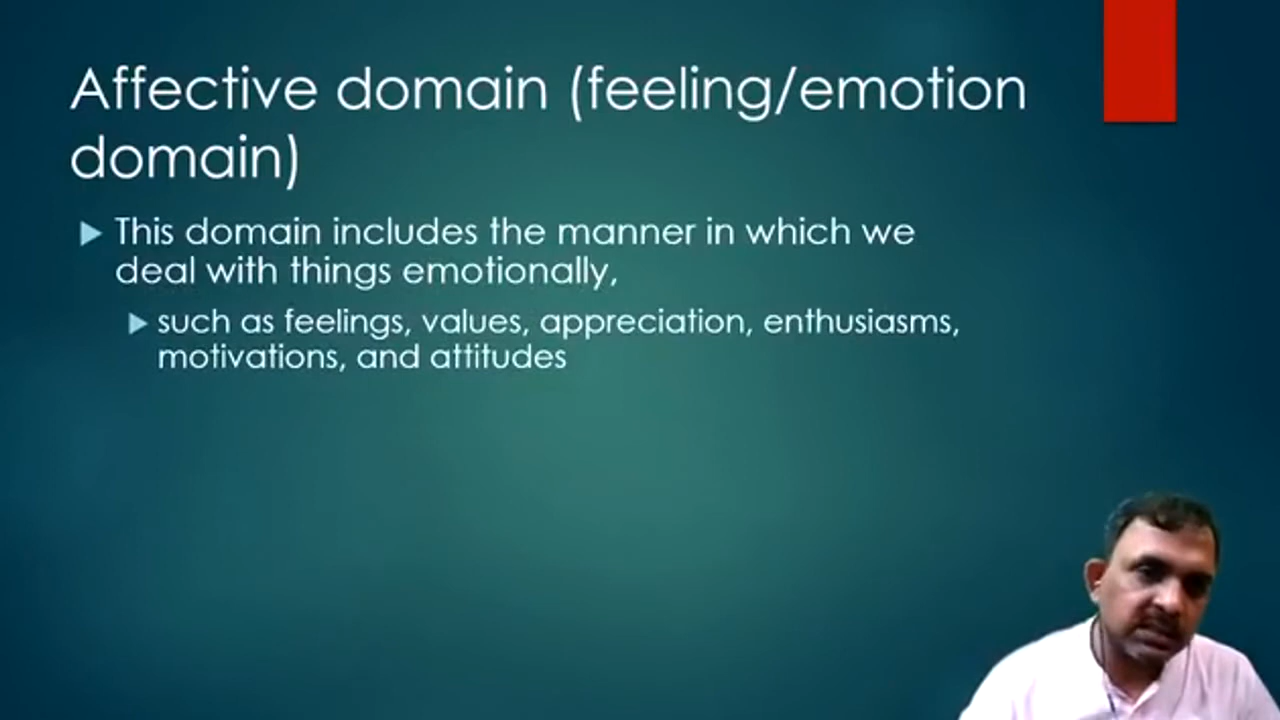 Affective domain (feeling/emotion
domain)
This domain includes the manner in which we
deal with things emotionally,
such as feelings, values, appreciation, enthusiasms,
motivations, and attitudes